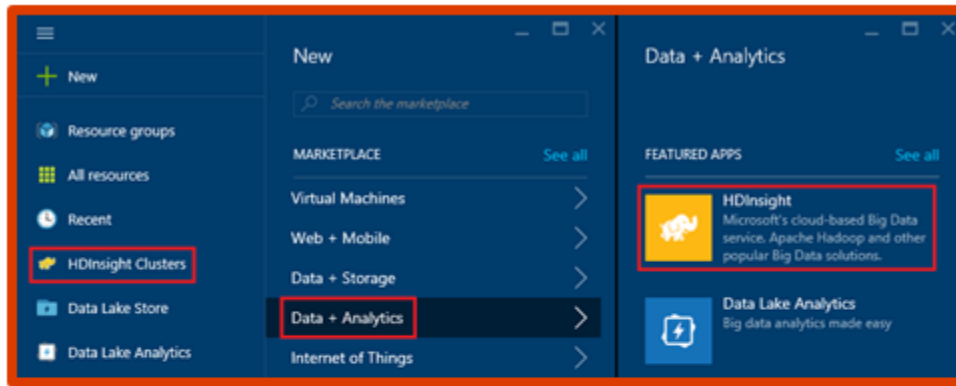 New
Resource groups
All resources
Recent
HDInsight Clusters
Data Lake Store
Data Lake Analytics
New
Search the marketplace
MARKETPLACE
See all
Virtual Machines
Web + Mobile
Data + Storage
Data + Analytics
Internet of Things
Data + Analytics
FEATURED APPS
See all
HDInsight
Microsoft's cloud-based Big Data
service. Apache Hadoop and other
popular Big Data solutions.
Data Lake Analytics
Big data analytics made easy